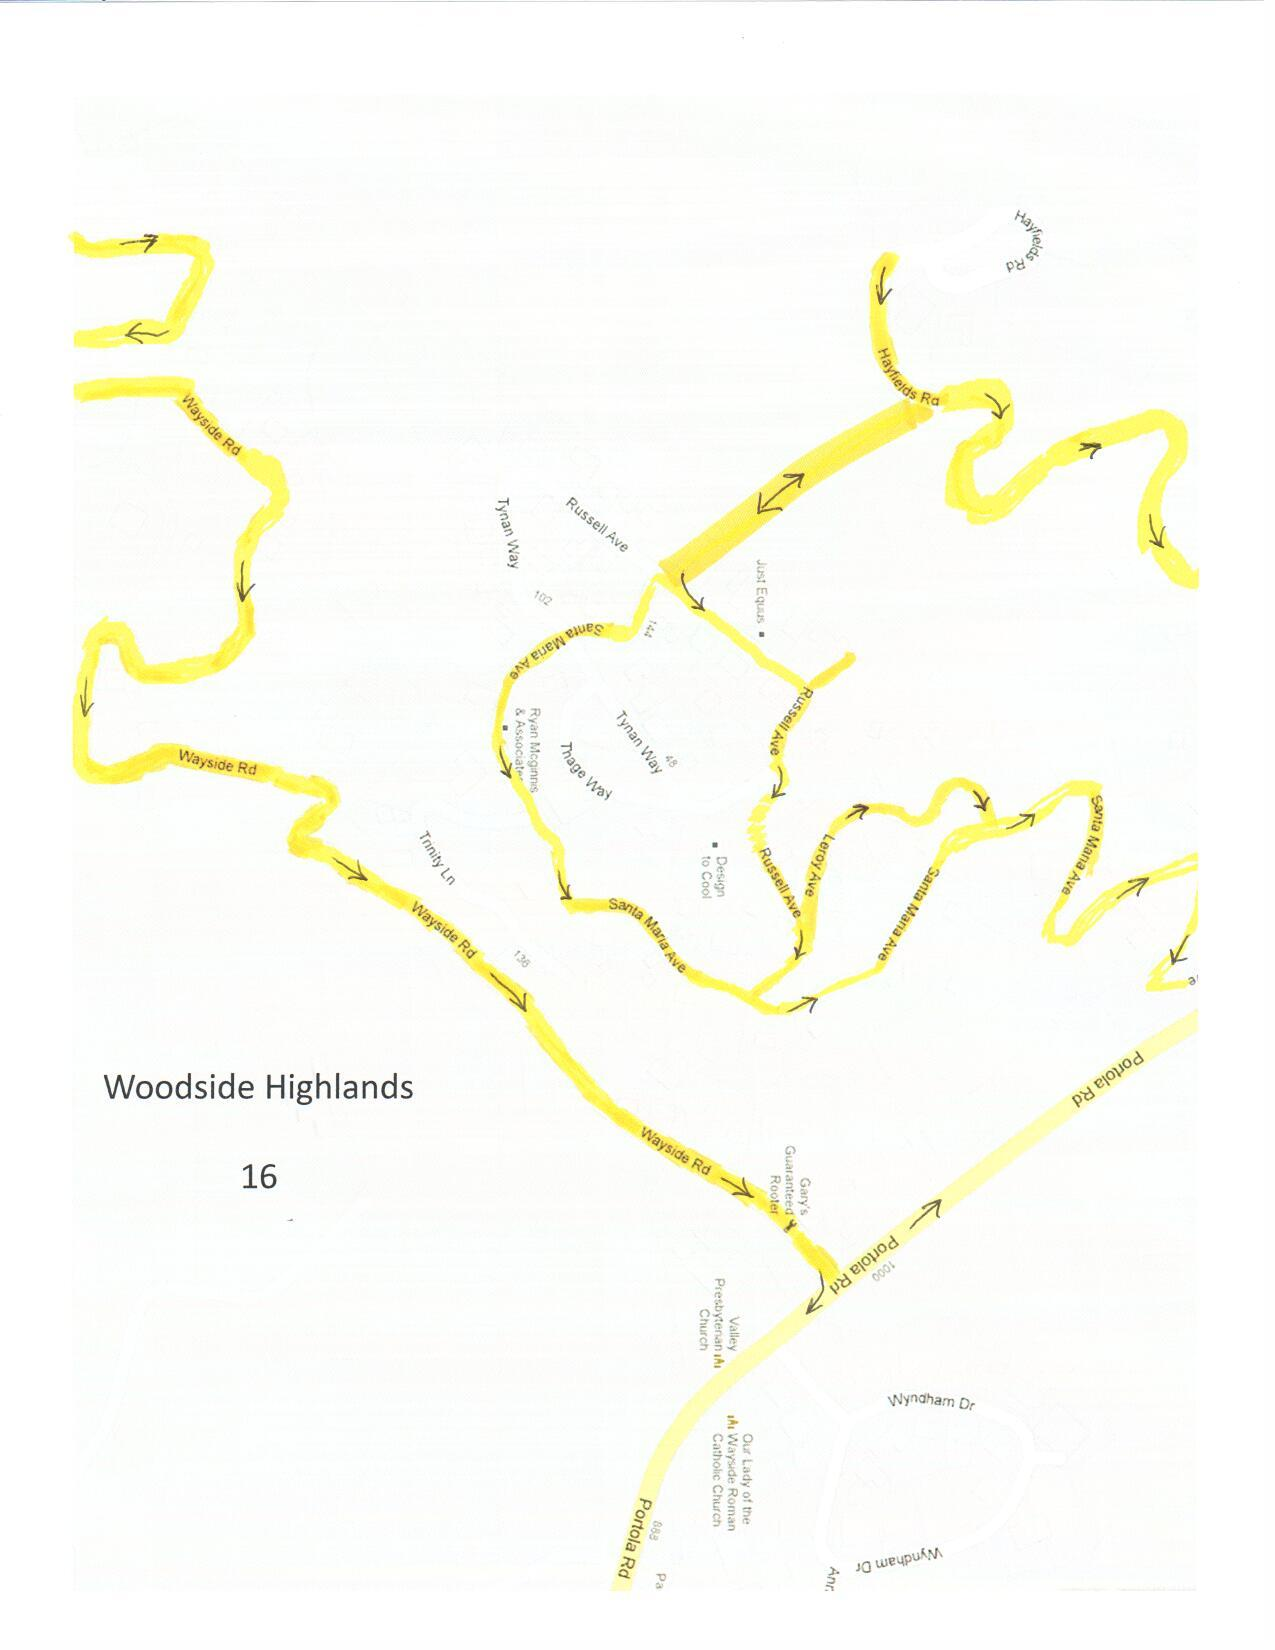 Hayfields
Rd
Hayfields Rd
Wayside Rd
Tynan Way
Russell Ave
Just Equus
102
144
Santa Maria Ave
Russell Ave
Ryan Mcginnis
& Associates
Tynan Way
48
Thage Way
Wayside Rd
Santa Maria Ave
Trinity Ln
Design
to Cool
Leroy Ave
Russell Ave
Santa Maria Ave
Santa Maria Ave
Wayside Rd
136
Portola Rd
Woodside Highlands
16
Wayside Rd
Gary's
Guaranteed
Rooter
Portola Rd
1000
Valley
Presbyterian
Church
Wyndham Dr
Our Lady of the
Wayside Roman
Catholic Church
Portola Rd
888
Pa
Wyndham Dr